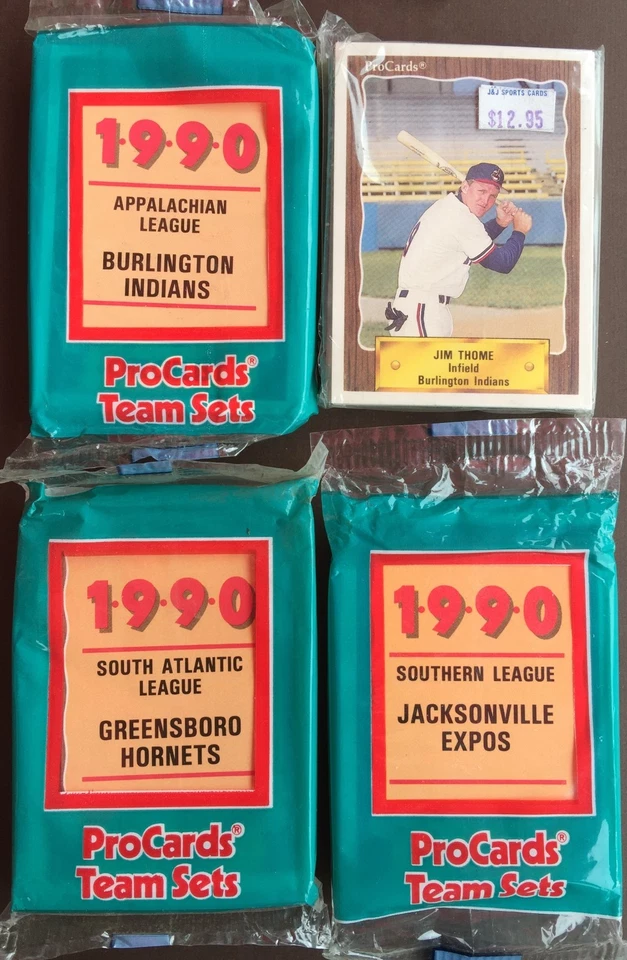 1·9·9·0
APPALACHIAN
LEAGUE
BURLINGTON
INDIANS
ProCards®
Team Sets
ProCards®
J&J SPORTS CARDS
$12.95
JIM THOME
Infield
Burlington Indians
1·9·9·0
SOUTH ATLANTIC
LEAGUE
GREENSBORO
HORNETS
ProCards®
Team Sets
1·9·9·0
SOUTHERN LEAGUE
JACKSONVILLE
EXPOS
ProCards®
Team Sets